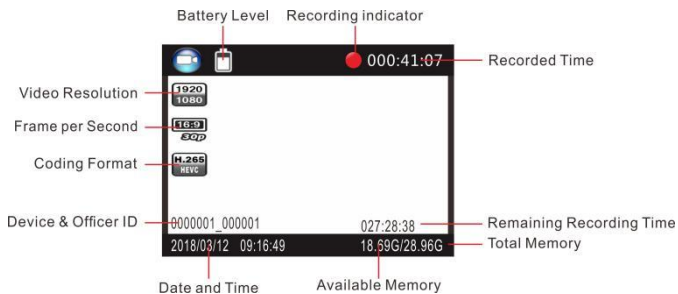 Battery Level Recording indicator
000:41:07 Recorded Time
Video Resolution 1920
1080
Frame per Second 16:9
30p
Coding Format H.265
HEVC
Device & Officer ID 0000001_000001 027:28:38 Remaining Recording Time
2018/03/12 09:16:49 18.69G/28.96G Total Memory
Date and Time Available Memory